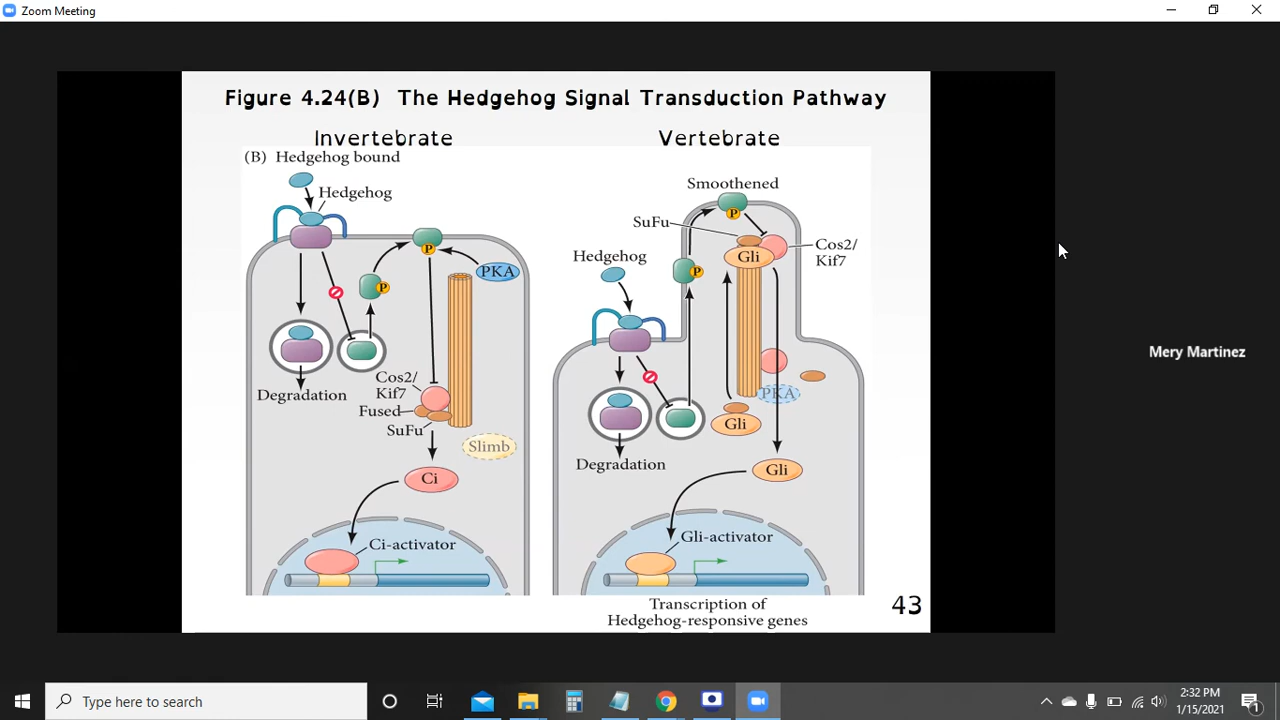 Zoom Meeting
Figure 4.24(B) The Hedgehog Signal Transduction Pathway
Invertebrate
Vertebrate
(B) Hedgehog bound
Hedgehog
P
PKA
P
Degradation
Cos2/
Kif7
Fused
SuFu
Slimb
Ci
Ci-activator
Smoothened
P
SuFu
Cos2/
Kif7
Gli
Hedgehog
P
PKA
Gli
Degradation
Gli
Gli-activator
Transcription of
Hedgehog-responsive genes
43
Mery Martinez
Type here to search
2:32 PM
1/15/2021
1